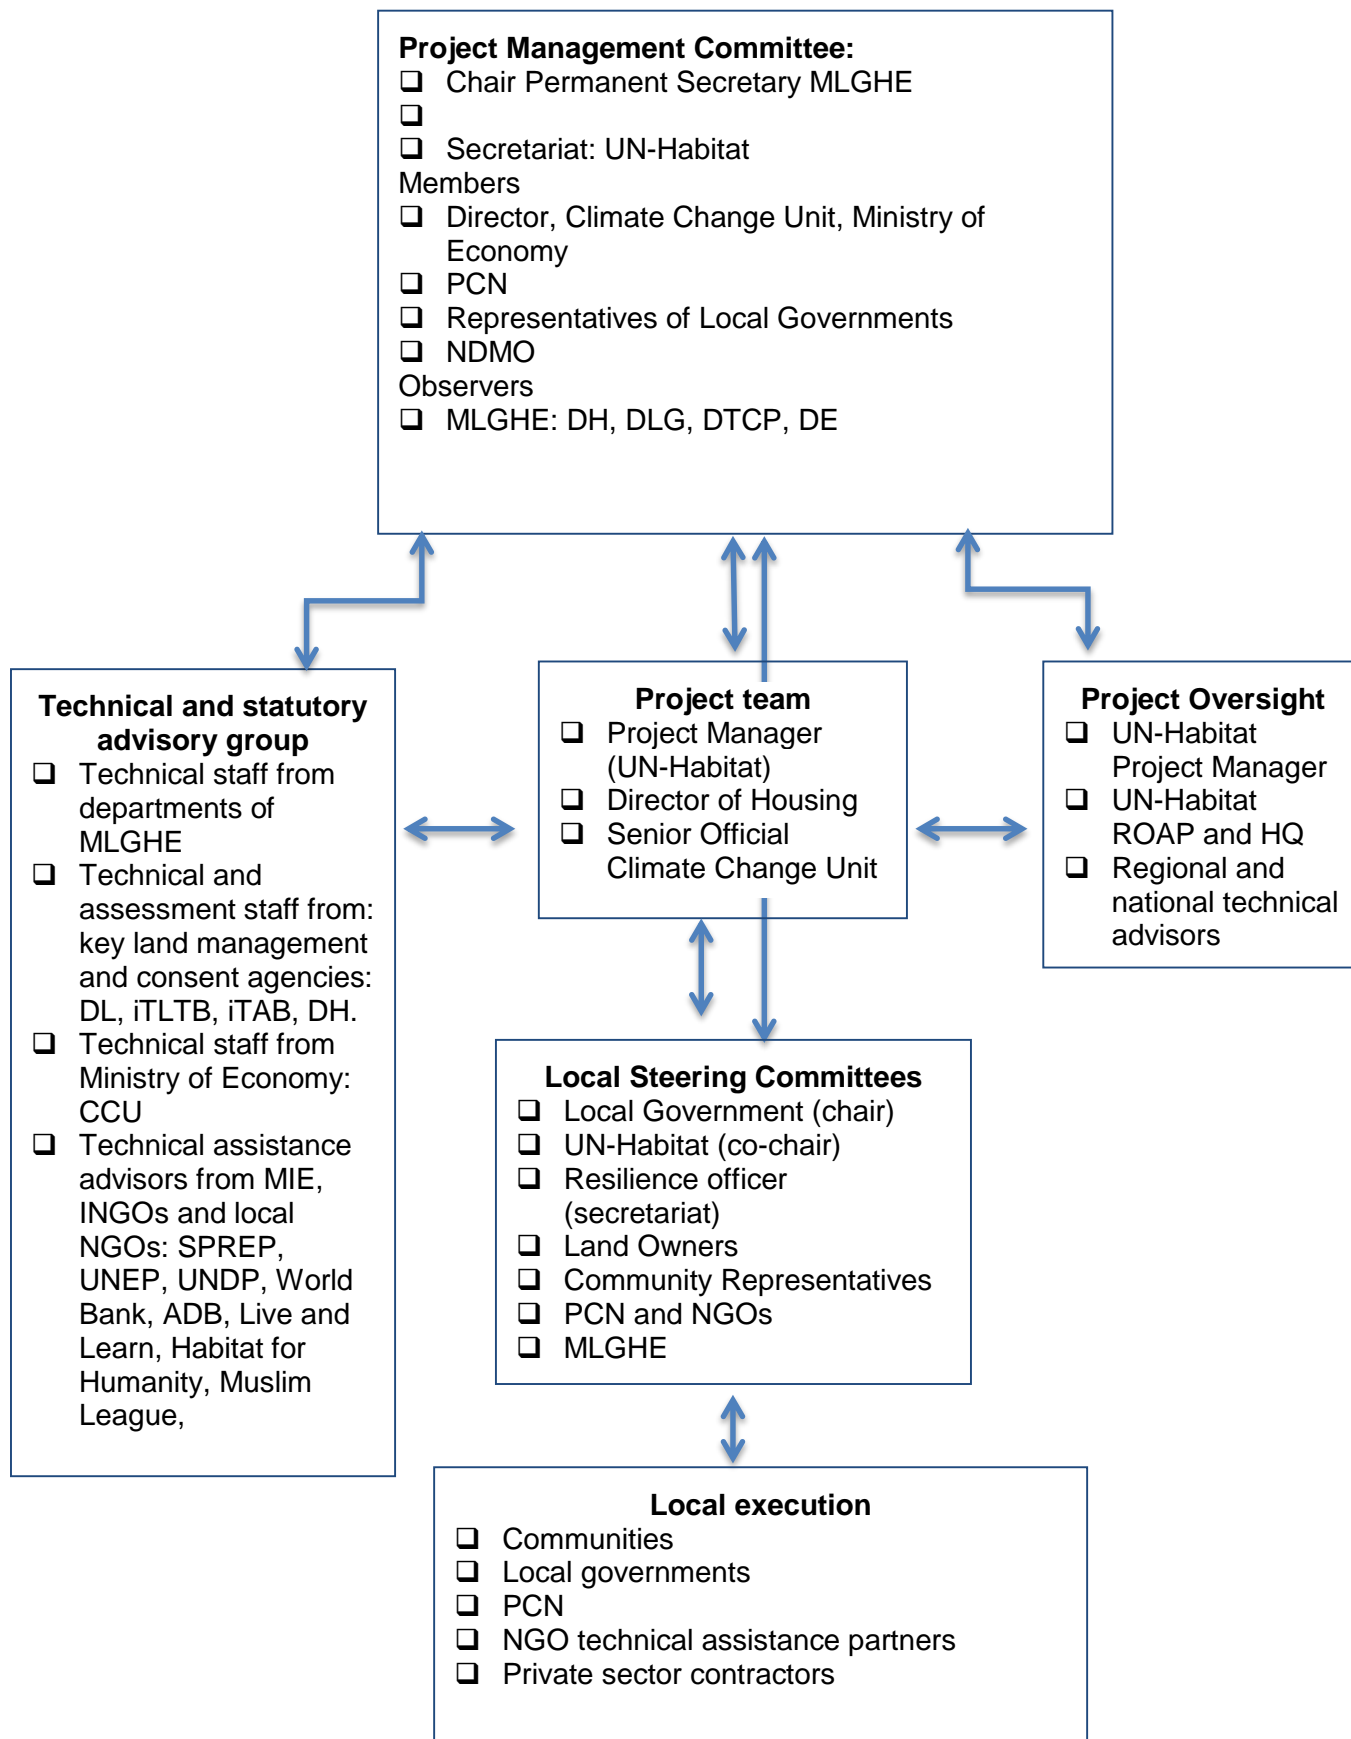 Project Management Committee:
❑ Chair Permanent Secretary MLGHE
❑
❑ Secretariat: UN-Habitat
Members
❑ Director, Climate Change Unit, Ministry of
Economy
❑ PCN
❑ Representatives of Local Governments
❑ NDMO
Observers
❑ MLGHE: DH, DLG, DTCP, DE
Technical and statutory
advisory group
❑ Technical staff from
departments of
MLGHE
❑ Technical and
assessment staff from:
key land management
and consent agencies:
DL, iTLTB, iTAB, DH.
❑ Technical staff from
Ministry of Economy:
CCU
❑ Technical assistance
advisors from MIE,
INGOs and local
NGOs: SPREP,
UNEP, UNDP, World
Bank, ADB, Live and
Learn, Habitat for
Humanity, Muslim
League,
Project team
❑ Project Manager
(UN-Habitat)
❑ Director of Housing
❑ Senior Official
Climate Change Unit
Project Oversight
❑ UN-Habitat
Project Manager
❑ UN-Habitat
ROAP and HQ
❑ Regional and
national technical
advisors
Local Steering Committees
❑ Local Government (chair)
❑ UN-Habitat (co-chair)
❑ Resilience officer
(secretariat)
❑ Land Owners
❑ Community Representatives
❑ PCN and NGOs
❑ MLGHE
Local execution
❑ Communities
❑ Local governments
❑ PCN
❑ NGO technical assistance partners
❑ Private sector contractors